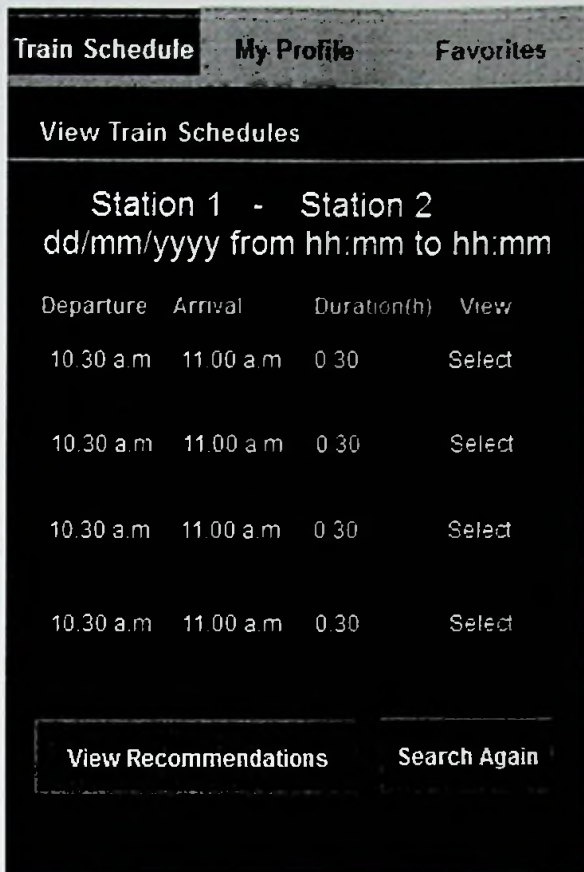 Train Schedule My Profile Favorites
View Train Schedules
Station 1 - Station 2
dd/mm/yyyy from hh:mm to hh:mm
Departure Arrival Duration(h) View
10.30 a.m 11.00 a.m 0.30 Select
10.30 a.m 11.00 a.m 0.30 Select
10.30 a.m 11.00 a.m 0.30 Select
10.30 a.m 11.00 a.m 0.30 Select
View Recommendations Search Again